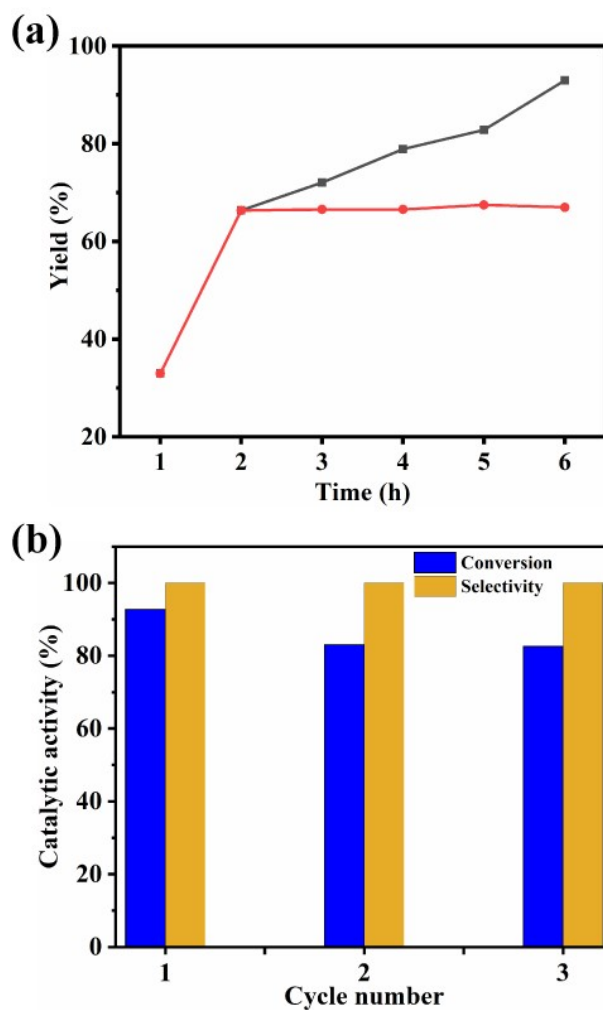 (a)
100
80
60
40
20
Yield (%)
1 2 3 4 5 6
Time (h)
(b)
Conversion
Selectivity
100
80
60
40
20
0
Catalytic activity (%)
1 2 3
Cycle number